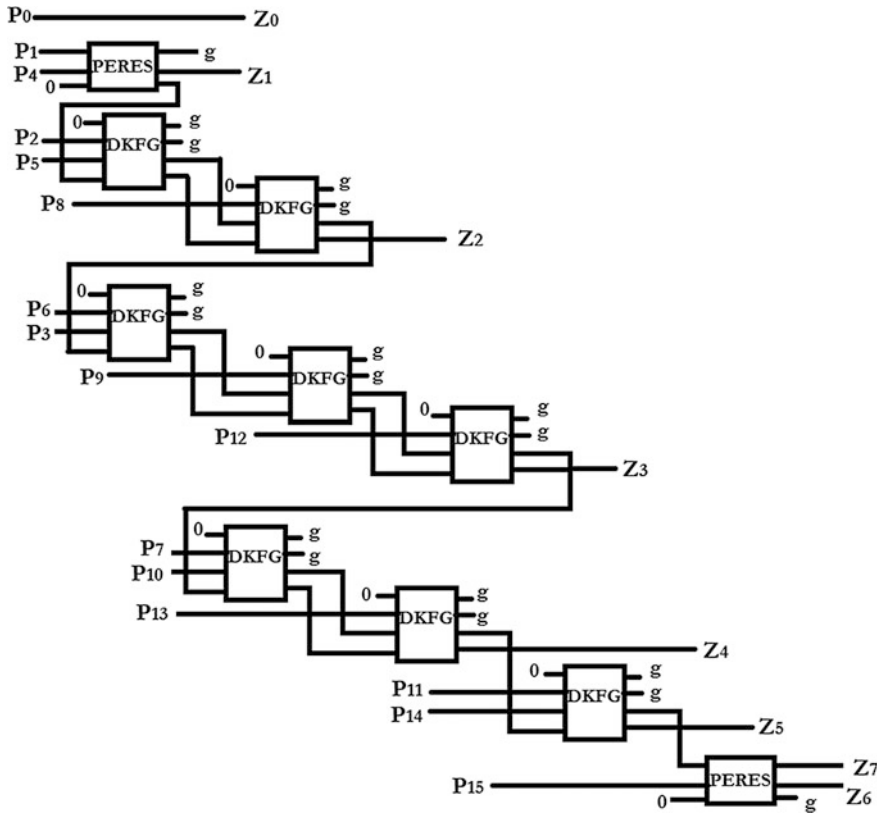 P0 Z0
P1 g
P4 PERES Z1
0
0 g
P2 DKFG g
P5
0 g
P8 DKFG g
Z2
0 g
P6 DKFG g
P3
0 g
P9 DKFG g
0 g
P12 DKFG g
Z3
0 g
P7 DKFG g
P10
0 g
P13 DKFG g
Z4
0 g
P11 DKFG g
P14
Z5
Z7
P15 PERES Z6
0 g